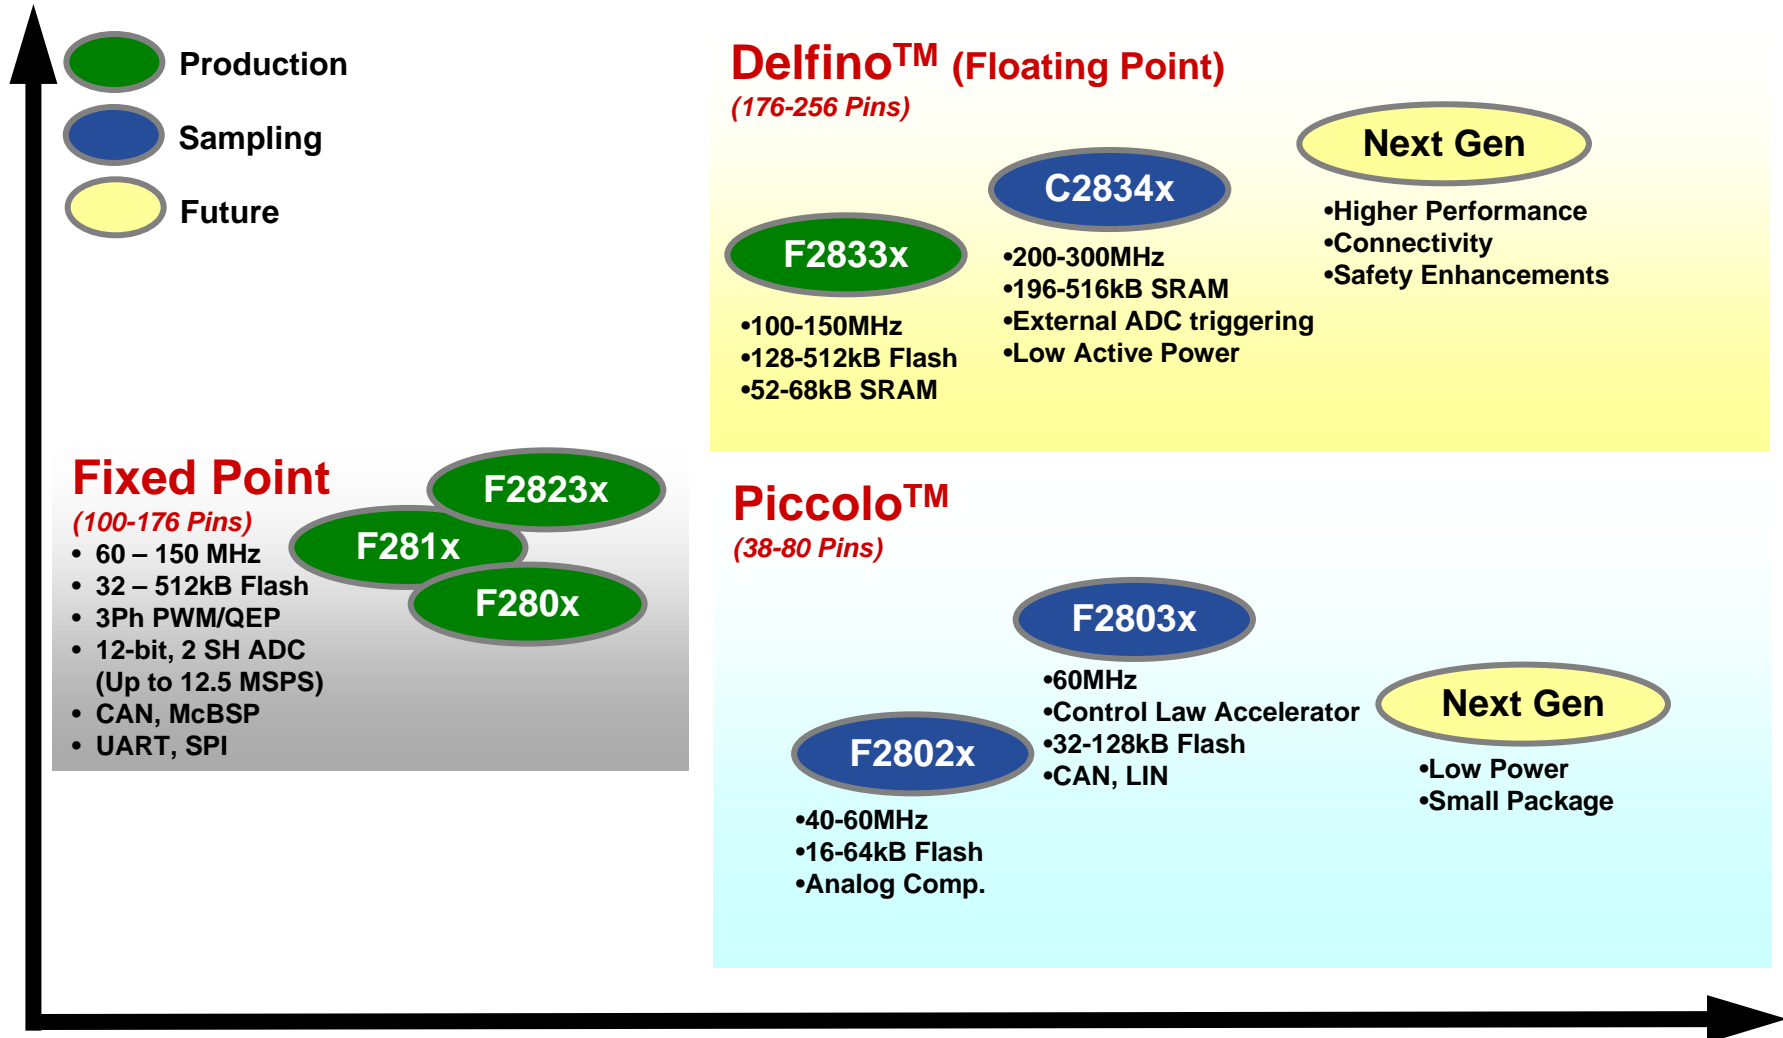 Production
Sampling
Future
Delfino™ (Floating Point)
(176-256 Pins)
Next Gen
•Higher Performance
•Connectivity
•Safety Enhancements
C2834x
•200-300MHz
•196-516kB SRAM
•External ADC triggering
•Low Active Power
F2833x
•100-150MHz
•128-512kB Flash
•52-68kB SRAM
Fixed Point
(100-176 Pins)
• 60 – 150 MHz
• 32 – 512kB Flash
• 3Ph PWM/QEP
• 12-bit, 2 SH ADC
(Up to 12.5 MSPS)
• CAN, McBSP
• UART, SPI
F2823x
F281x
F280x
Piccolo™
(38-80 Pins)
F2803x
•60MHz
•Control Law Accelerator
•32-128kB Flash
•CAN, LIN
Next Gen
•Low Power
•Small Package
F2802x
•40-60MHz
•16-64kB Flash
•Analog Comp.